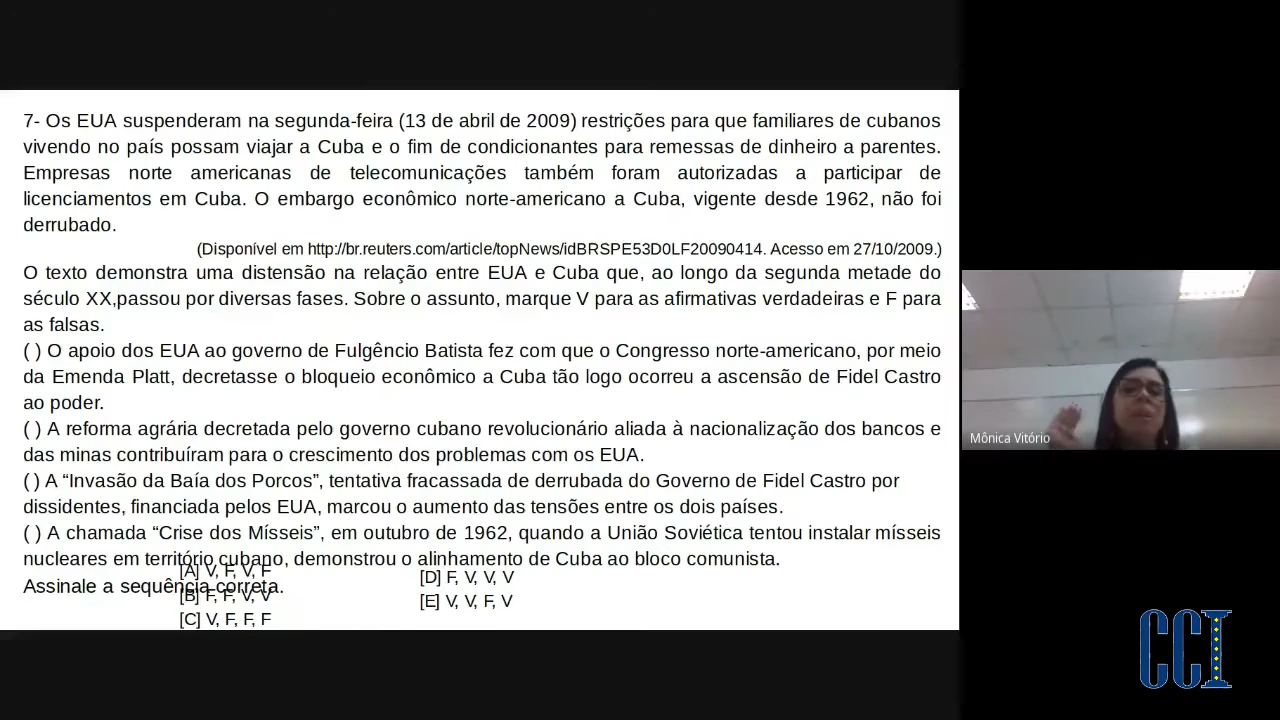 7- Os EUA suspenderam na segunda-feira (13 de abril de 2009) restrições para que familiares de cubanos
vivendo no país possam viajar a Cuba e o fim de condicionantes para remessas de dinheiro a parentes.
Empresas norte americanas de telecomunicações também foram autorizadas a participar de
licenciamentos em Cuba. O embargo econômico norte-americano a Cuba, vigente desde 1962, não foi
derrubado.
(Disponível em http://br.reuters.com/article/topNews/idBRSPE53D0LF20090414. Acesso em 27/10/2009.)
O texto demonstra uma distensão na relação entre EUA e Cuba que, ao longo da segunda metade do
século XX,passou por diversas fases. Sobre o assunto, marque V para as afirmativas verdadeiras e F para
as falsas.
( ) O apoio dos EUA ao governo de Fulgêncio Batista fez com que o Congresso norte-americano, por meio
da Emenda Platt, decretasse o bloqueio econômico a Cuba tão logo ocorreu a ascensão de Fidel Castro
ao poder.
( ) A reforma agrária decretada pelo governo cubano revolucionário aliada à nacionalização dos bancos e
das minas contribuíram para o crescimento dos problemas com os EUA.
( ) A “Invasão da Baía dos Porcos”, tentativa fracassada de derrubada do Governo de Fidel Castro por
dissidentes, financiada pelos EUA, marcou o aumento das tensões entre os dois países.
( ) A chamada “Crise dos Mísseis”, em outubro de 1962, quando a União Soviética tentou instalar mísseis
nucleares em território cubano, demonstrou o alinhamento de Cuba ao bloco comunista.
Assinale a sequência correta.
[A] V, F, V, F
[B] F, F, V, V
[C] V, F, F, F
[D] F, V, V, V
[E] V, V, F, V
Mônica Vitório
CCI